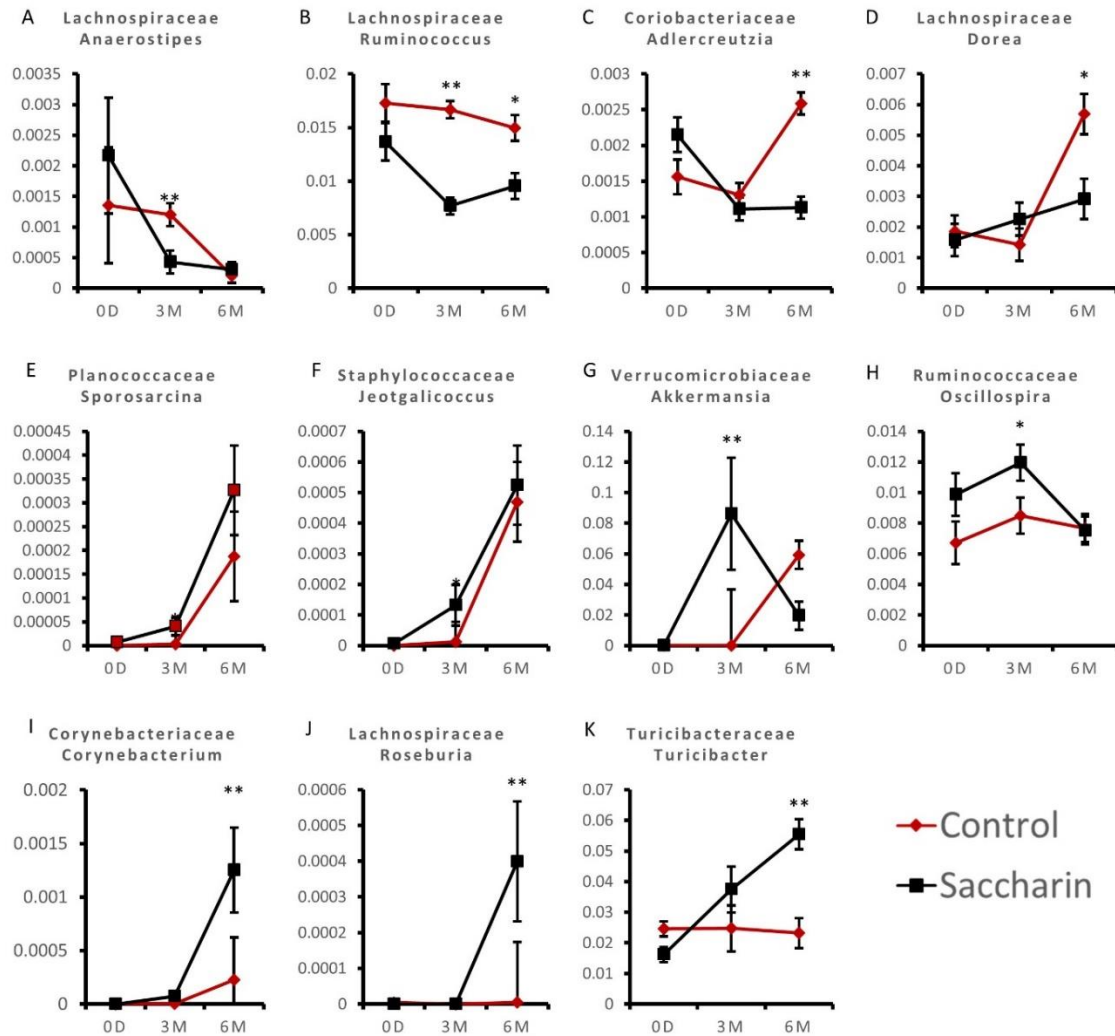 A
Lachnospiraceae
Anaerostipes
0.0035
0.003
0.0025
0.002
0.0015
0.001
0.0005
0
**
0D 3M 6M
B
Lachnospiraceae
Ruminococcus
0.02
0.015
0.01
0.005
0
**
*
0D 3M 6M
C
Coriobacteriaceae
Adlercreutzia
0.003
0.0025
0.002
0.0015
0.001
0.0005
0
**
0D 3M 6M
D
Lachnospiraceae
Dorea
0.007
0.006
0.005
0.004
0.003
0.002
0.001
0
*
0D 3M 6M
E
Planococcaceae
Sporosarcina
0.00045
0.0004
0.00035
0.0003
0.00025
0.0002
0.00015
0.0001
0.00005
0
*
0D 3M 6M
F
Staphylococcaceae
Jeotgalicoccus
0.0007
0.0006
0.0005
0.0004
0.0003
0.0002
0.0001
0
*
0D 3M 6M
G
Verrucomicrobiaceae
Akkermansia
0.14
0.12
0.1
0.08
0.06
0.04
0.02
0
**
0D 3M 6M
H
Ruminococcaceae
Oscillospira
0.014
0.012
0.01
0.008
0.006
0.004
0.002
0
*
0D 3M 6M
I
Corynebacteriaceae
Corynebacterium
0.002
0.0015
0.001
0.0005
0
**
0D 3M 6M
J
Lachnospiraceae
Roseburia
0.0006
0.0005
0.0004
0.0003
0.0002
0.0001
0
**
0D 3M 6M
K
Turicibacteraceae
Turicibacter
0.07
0.06
0.05
0.04
0.03
0.02
0.01
0
**
0D 3M 6M
Control
Saccharin